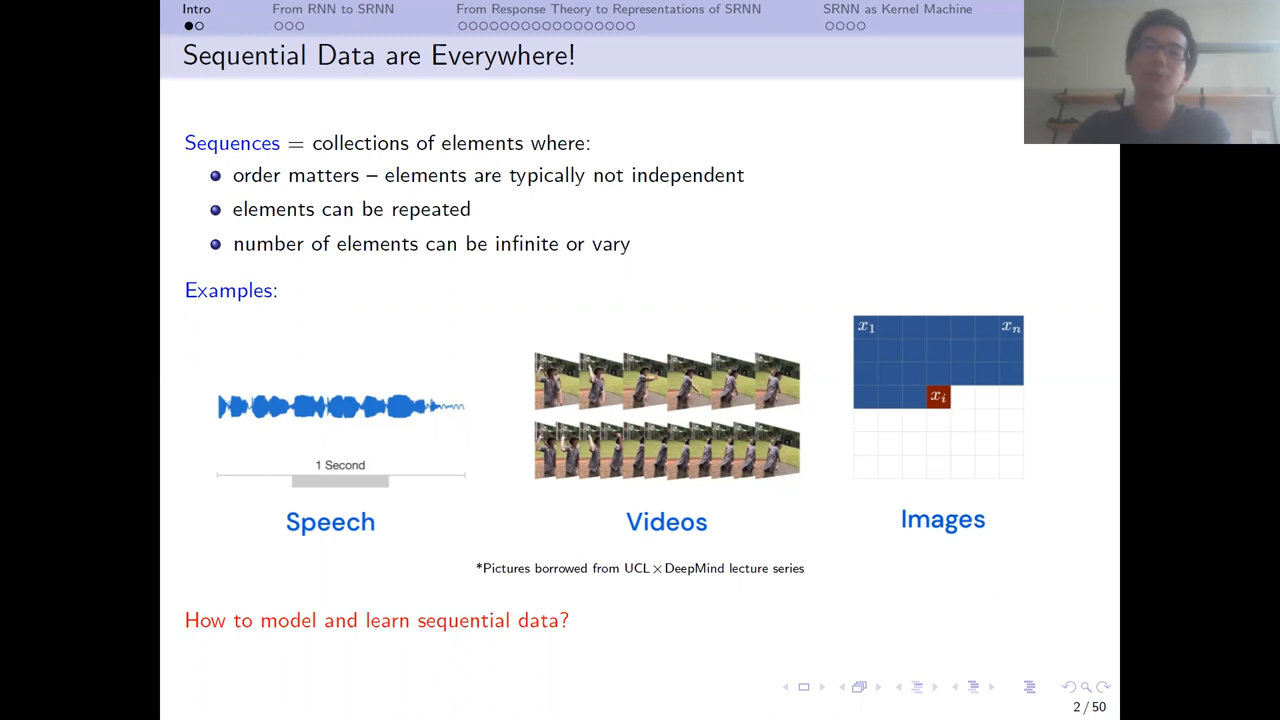 Intro
From RNN to SRNN
From Response Theory to Representations of SRNN
SRNN as Kernel Machine
Sequential Data are Everywhere!
Sequences = collections of elements where:
order matters – elements are typically not independent
elements can be repeated
number of elements can be infinite or vary
Examples:
x₁ xₙ
xᵢ
1 Second
Speech
Videos
Images
*Pictures borrowed from UCL×DeepMind lecture series
How to model and learn sequential data?
2 / 50